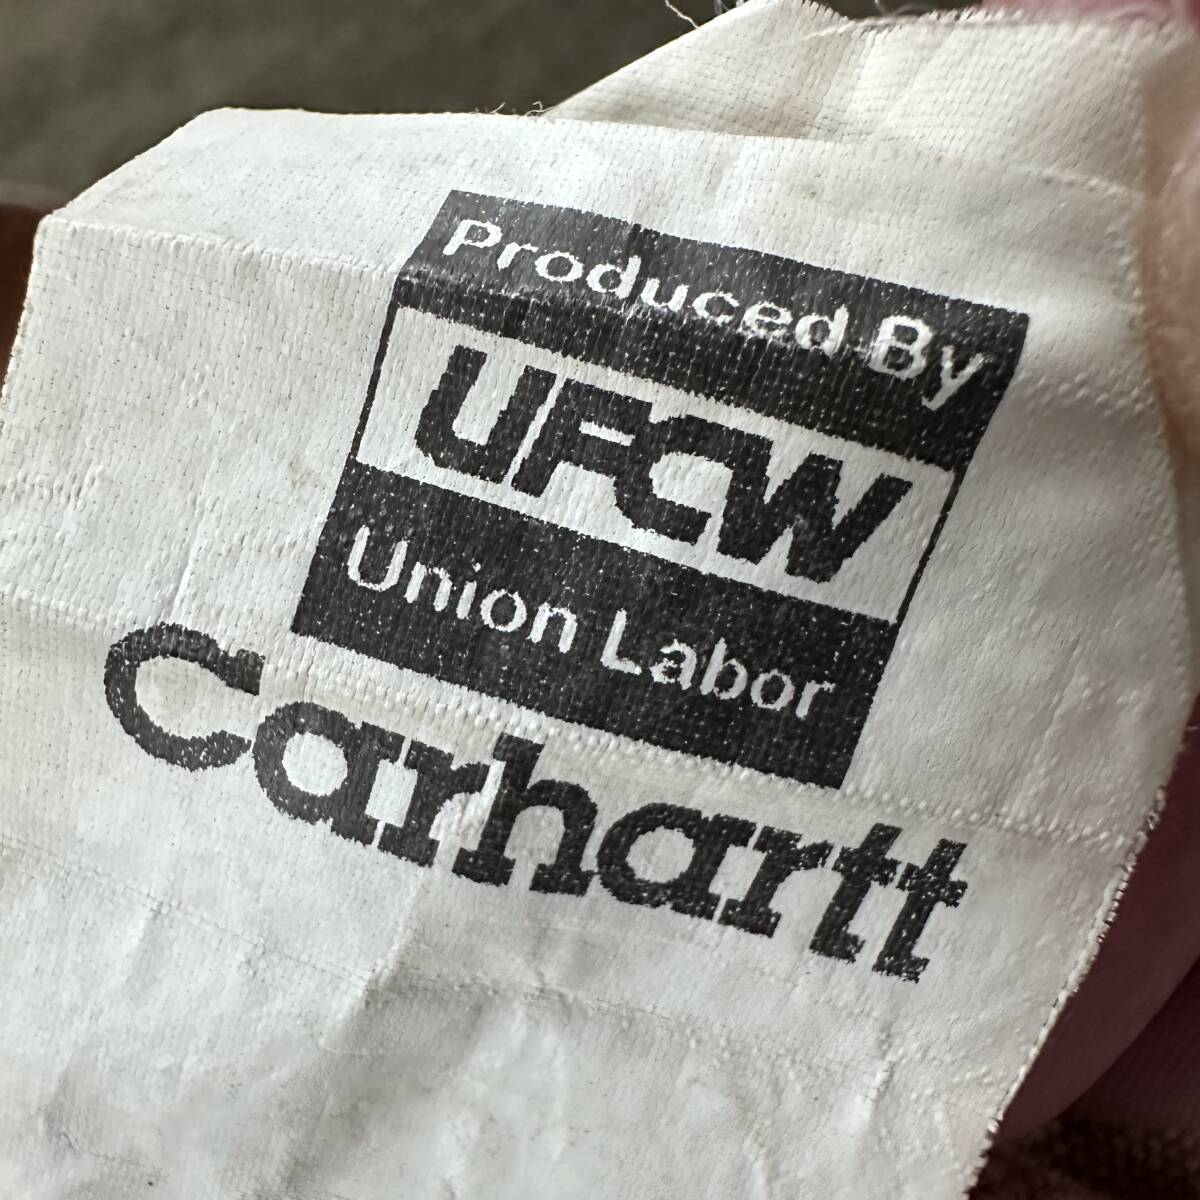 Produced By
UFCW
Union Labor
Carhartt